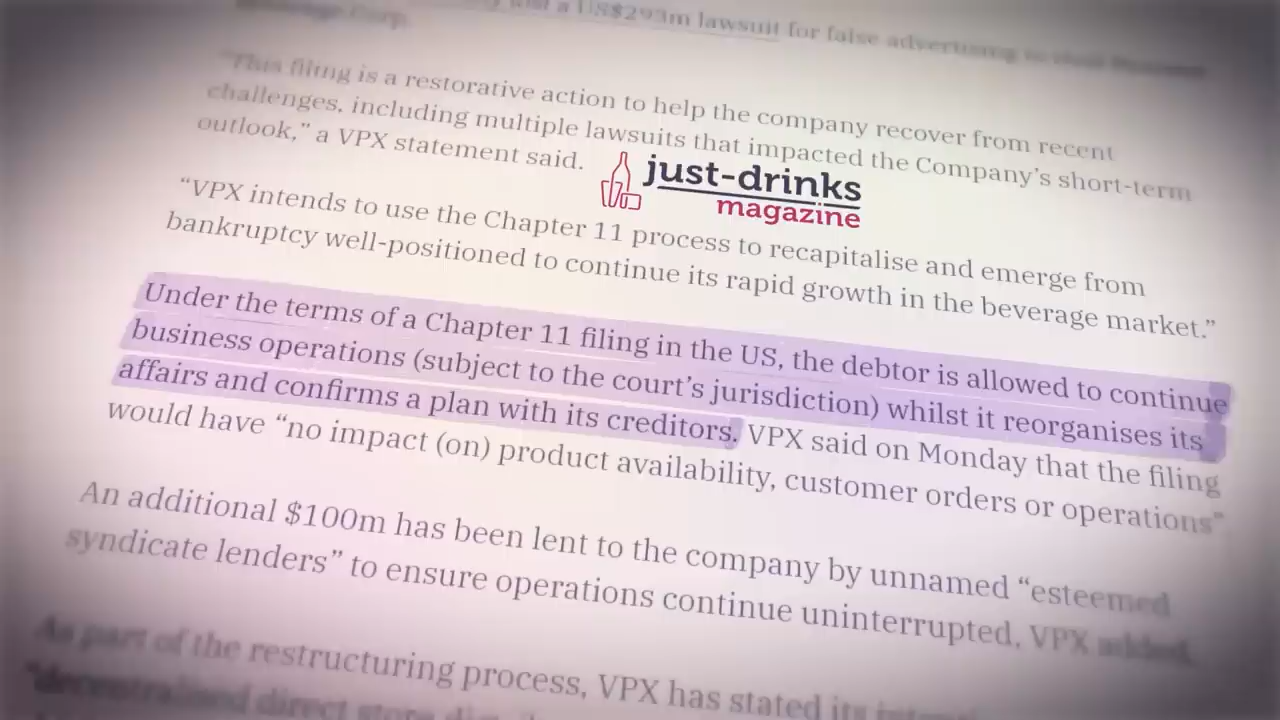 a US$293m lawsuit for false advertising
"This filing is a restorative action to help the company recover from recent
challenges, including multiple lawsuits that impacted the Company's short-term
outlook," a VPX statement said.
just-drinks
magazine
"VPX intends to use the Chapter 11 process to recapitalise and emerge from
bankruptcy well-positioned to continue its rapid growth in the beverage market."
Under the terms of a Chapter 11 filing in the US, the debtor is allowed to continue
business operations (subject to the court's jurisdiction) whilst it reorganises its
affairs and confirms a plan with its creditors. VPX said on Monday that the filing
would have "no impact (on) product availability, customer orders or operations"
An additional $100m has been lent to the company by unnamed "esteemed
syndicate lenders" to ensure operations continue uninterrupted, VPX added.
As part of the restructuring process, VPX has stated its
"decentralised direct store